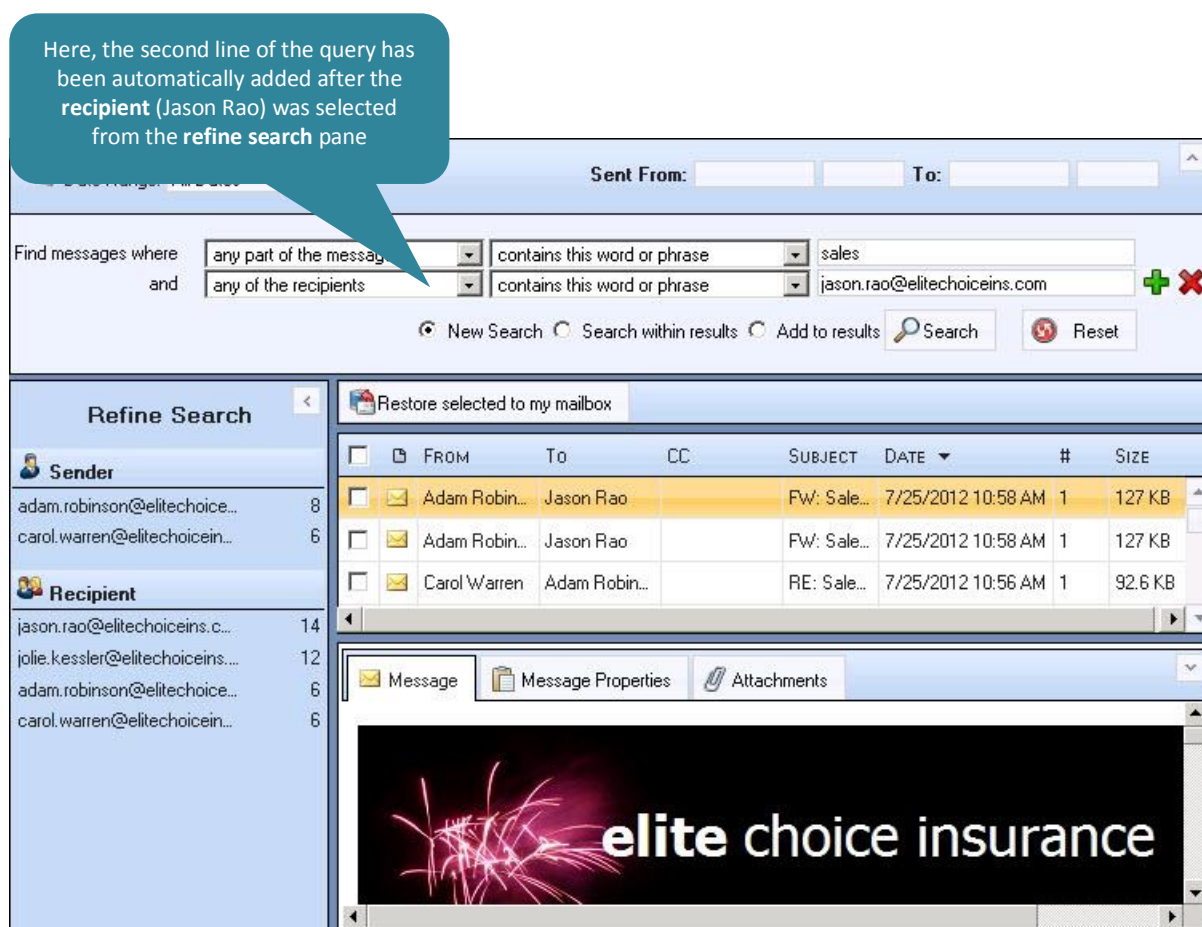 Here, the second line of the query has
been automatically added after the
recipient (Jason Rao) was selected
from the refine search pane
Sent From: To:
Find messages where any part of the messag contains this word or phrase sales
and any of the recipients contains this word or phrase jason.rao@elitechoiceins.com
New Search Search within results Add to results Search Reset
Refine Search
Restore selected to my mailbox
FROM TO CC SUBJECT DATE # SIZE
Sender
adam.robinson@elitechoice... 8
carol.warren@elitechoicein... 6
Adam Robin... Jason Rao FW: Sale... 7/25/2012 10:58 AM 1 127 KB
Adam Robin... Jason Rao FW: Sale... 7/25/2012 10:58 AM 1 127 KB
Carol Warren Adam Robin... RE: Sale... 7/25/2012 10:56 AM 1 92.6 KB
Recipient
jason.rao@elitechoiceins.c... 14
jolie.kessler@elitechoiceins.... 12
adam.robinson@elitechoice... 6
carol.warren@elitechoicein... 6
Message Message Properties Attachments
elite choice insurance